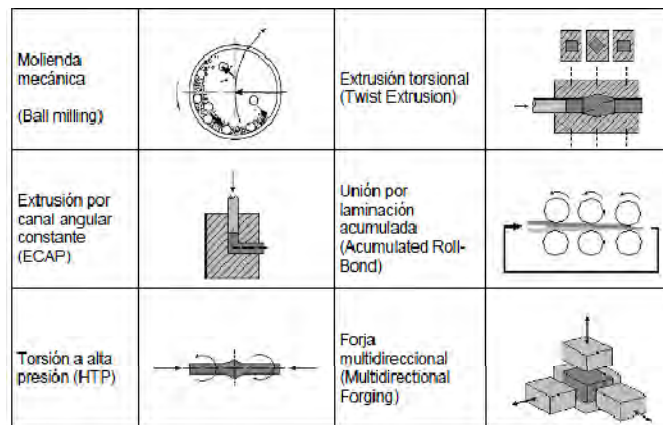 Molienda
mecánica
(Ball milling)
Extrusión torsional
(Twist Extrusion)
Extrusión por
canal angular
constante
(ECAP)
Unión por
laminación
acumulada
(Acumulated Roll-
Bond)
Torsión a alta
presión (HTP)
Forja
multidireccional
(Multidirectional
Forging)